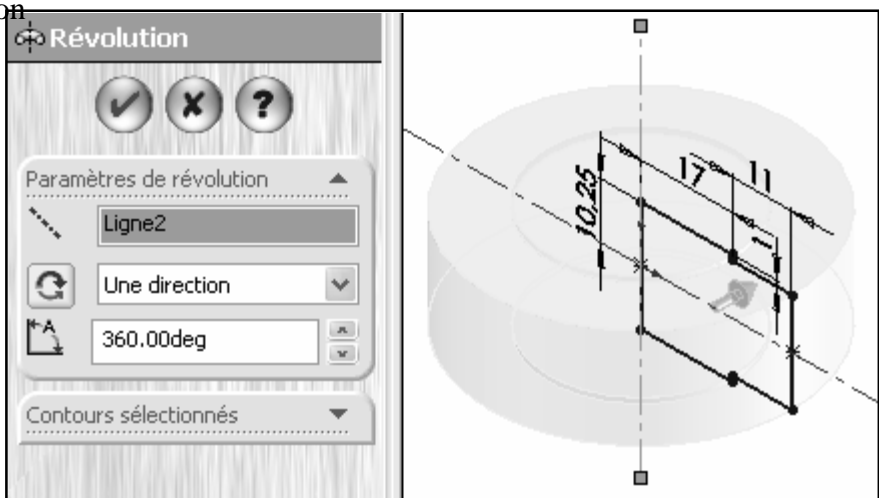 on
Révolution
?
Paramètres de révolution
Ligne2
Une direction
A
360.00deg
Contours sélectionnés
10,25
17
11
1